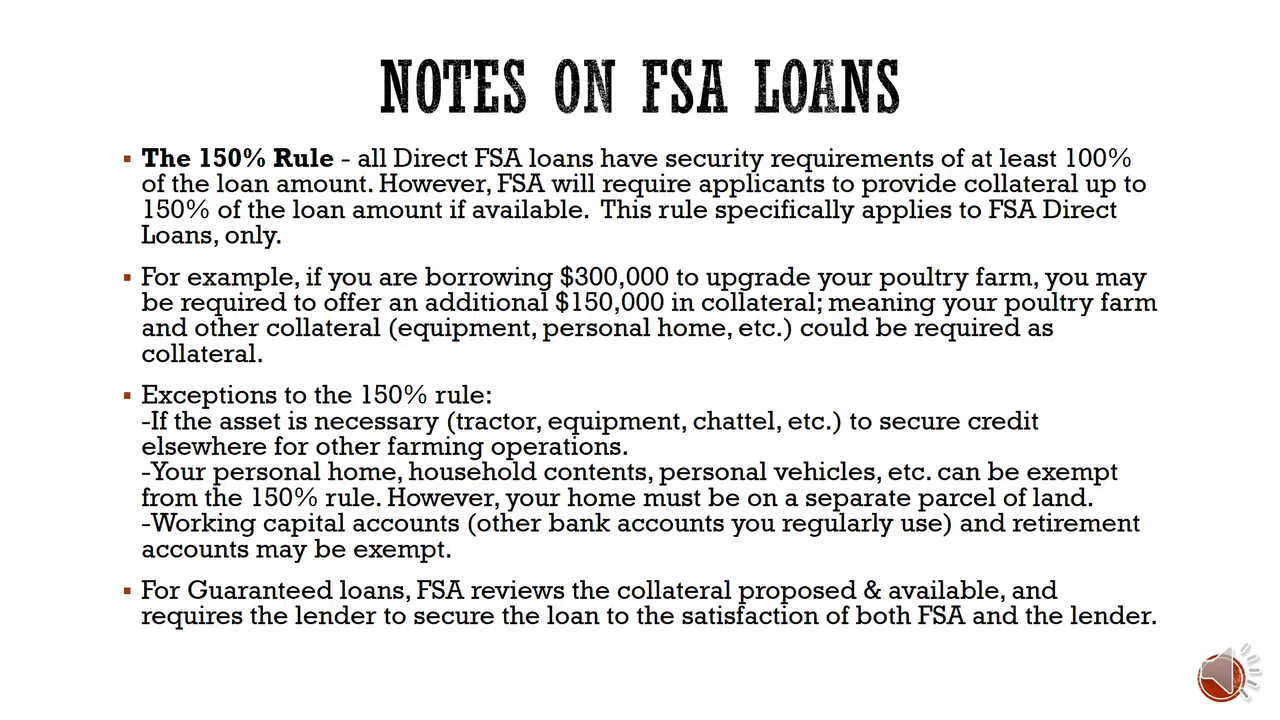 NOTES ON FSA LOANS
▪ The 150% Rule - all Direct FSA loans have security requirements of at least 100%
of the loan amount. However, FSA will require applicants to provide collateral up to
150% of the loan amount if available.  This rule specifically applies to FSA Direct
Loans, only.
▪ For example, if you are borrowing $300,000 to upgrade your poultry farm, you may
be required to offer an additional $150,000 in collateral; meaning your poultry farm
and other collateral (equipment, personal home, etc.) could be required as
collateral.
▪ Exceptions to the 150% rule:
-If the asset is necessary (tractor, equipment, chattel, etc.) to secure credit
elsewhere for other farming operations.
-Your personal home, household contents, personal vehicles, etc. can be exempt
from the 150% rule. However, your home must be on a separate parcel of land.
-Working capital accounts (other bank accounts you regularly use) and retirement
accounts may be exempt.
▪ For Guaranteed loans, FSA reviews the collateral proposed & available, and
requires the lender to secure the loan to the satisfaction of both FSA and the lender.